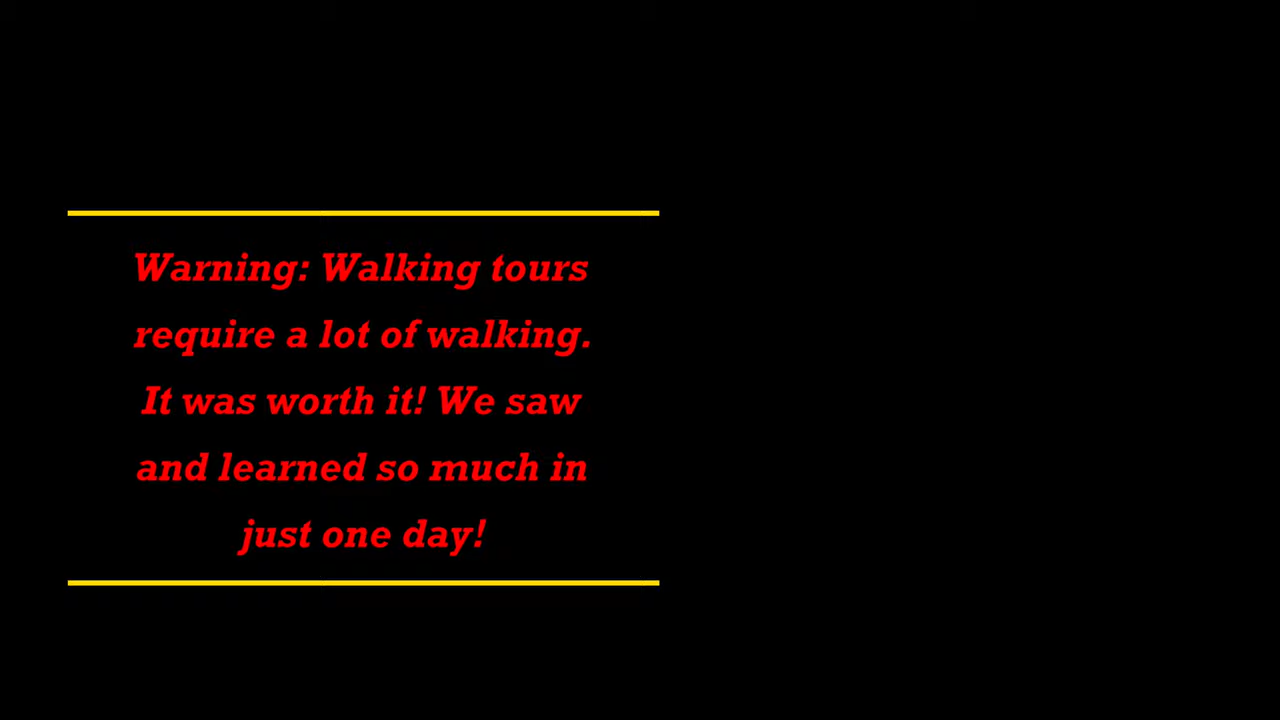 Warning: Walking tours
require a lot of walking.
It was worth it! We saw
and learned so much in
just one day!